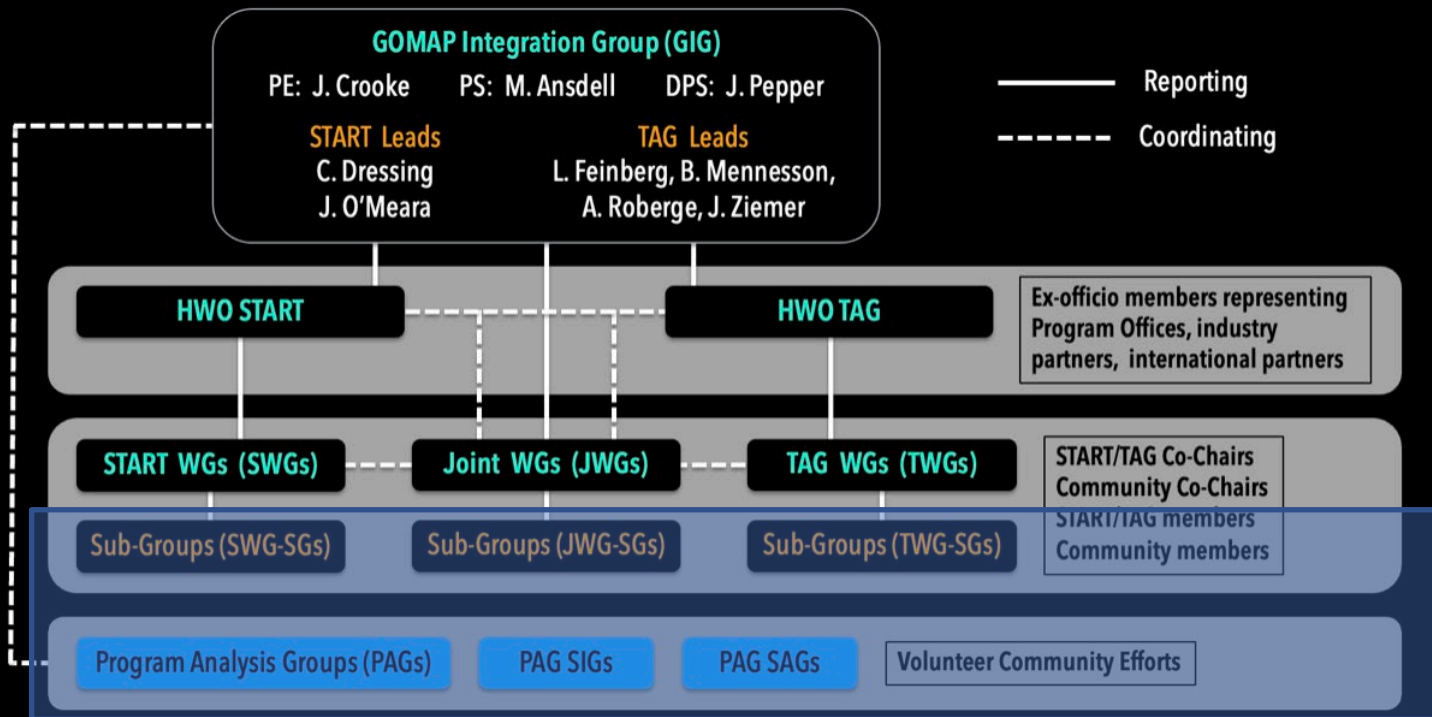 GOMAP Integration Group (GIG)
PE: J. Crooke PS: M. Ansdell DPS: J. Pepper
START Leads
C. Dressing
J. O'Meara
TAG Leads
L. Feinberg, B. Mennesson,
A. Roberge, J. Ziemer
Reporting
Coordinating
HWO START
HWO TAG
Ex-officio members representing
Program Offices, industry
partners, international partners
START WGs (SWGs)
Joint WGs (JWGs)
TAG WGs (TWGs)
START/TAG Co-Chairs
Community Co-Chairs
START/TAG members
Community members
Sub-Groups (SWG-SGs)
Sub-Groups (JWG-SGs)
Sub-Groups (TWG-SGs)
Program Analysis Groups (PAGs)
PAG SIGs
PAG SAGs
Volunteer Community Efforts